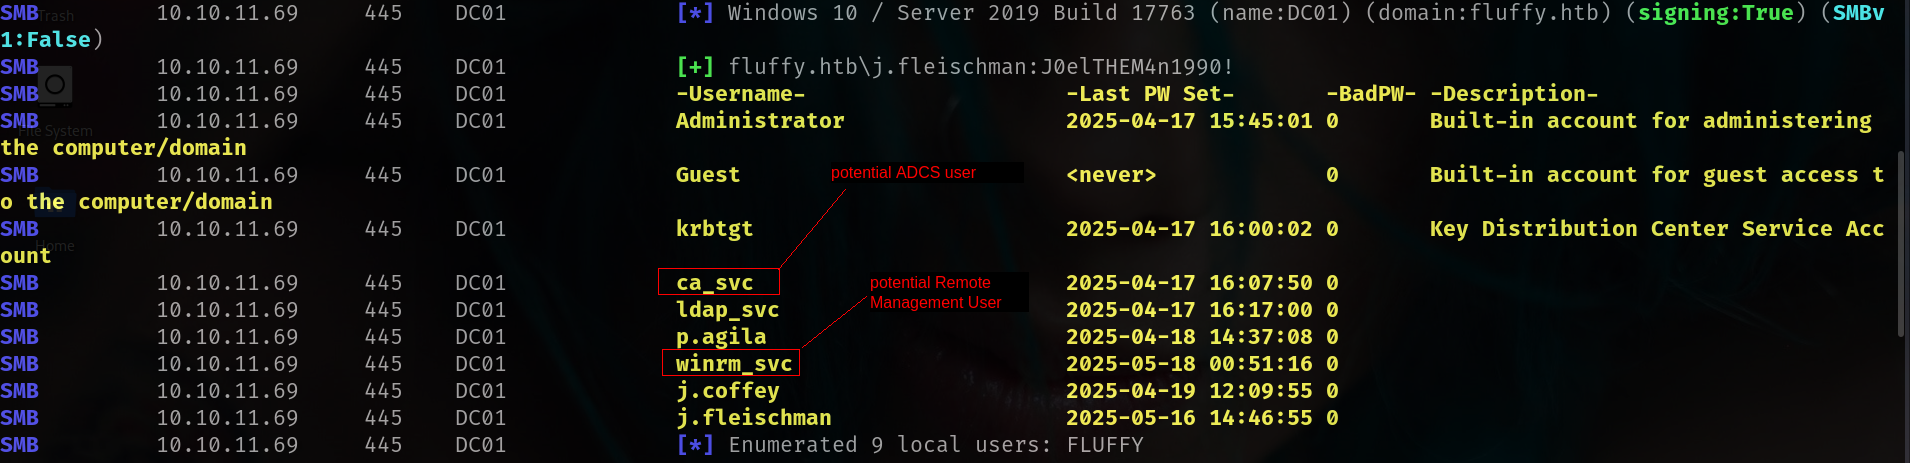 SMB 10.10.11.69 445 DC01 [*] Windows 10 / Server 2019 Build 17763 (name:DC01) (domain:fluffy.htb) (signing:True) (SMBv
1:False)
SMB 10.10.11.69 445 DC01 [+] fluffy.htb\j.fleischman:J0elTHEM4n1990!
SMB 10.10.11.69 445 DC01 -Username- -Last PW Set- -BadPW- -Description-
SMB 10.10.11.69 445 DC01 Administrator 2025-04-17 15:45:01 0 Built-in account for administering
the computer/domain
potential ADCS user
SMB 10.10.11.69 445 DC01 Guest <never> 0 Built-in account for guest access t
o the computer/domain
SMB 10.10.11.69 445 DC01 krbtgt 2025-04-17 16:00:02 0 Key Distribution Center Service Acc
ount
SMB 10.10.11.69 445 DC01 ca_svc 2025-04-17 16:07:50 0
potential Remote
Management User
SMB 10.10.11.69 445 DC01 ldap_svc 2025-04-17 16:17:00 0
SMB 10.10.11.69 445 DC01 p.agila 2025-04-18 14:37:08 0
SMB 10.10.11.69 445 DC01 winrm_svc 2025-05-18 00:51:16 0
SMB 10.10.11.69 445 DC01 j.coffey 2025-04-19 12:09:55 0
SMB 10.10.11.69 445 DC01 j.fleischman 2025-05-16 14:46:55 0
SMB 10.10.11.69 445 DC01 [*] Enumerated 9 local users: FLUFFY
Trash
File System
Home